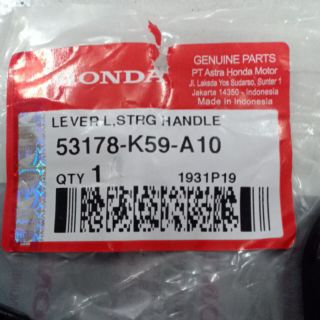 HONDA
GENUINE PARTS
PT Astra Honda Motor
Jl. Laksda Yos Sudarso, Sunter 1
Jakarta 14350 - Indonesia
Made in Indonesia
LEVER L,STRG HANDLE
53178-K59-A10
QTY 1 1931P19